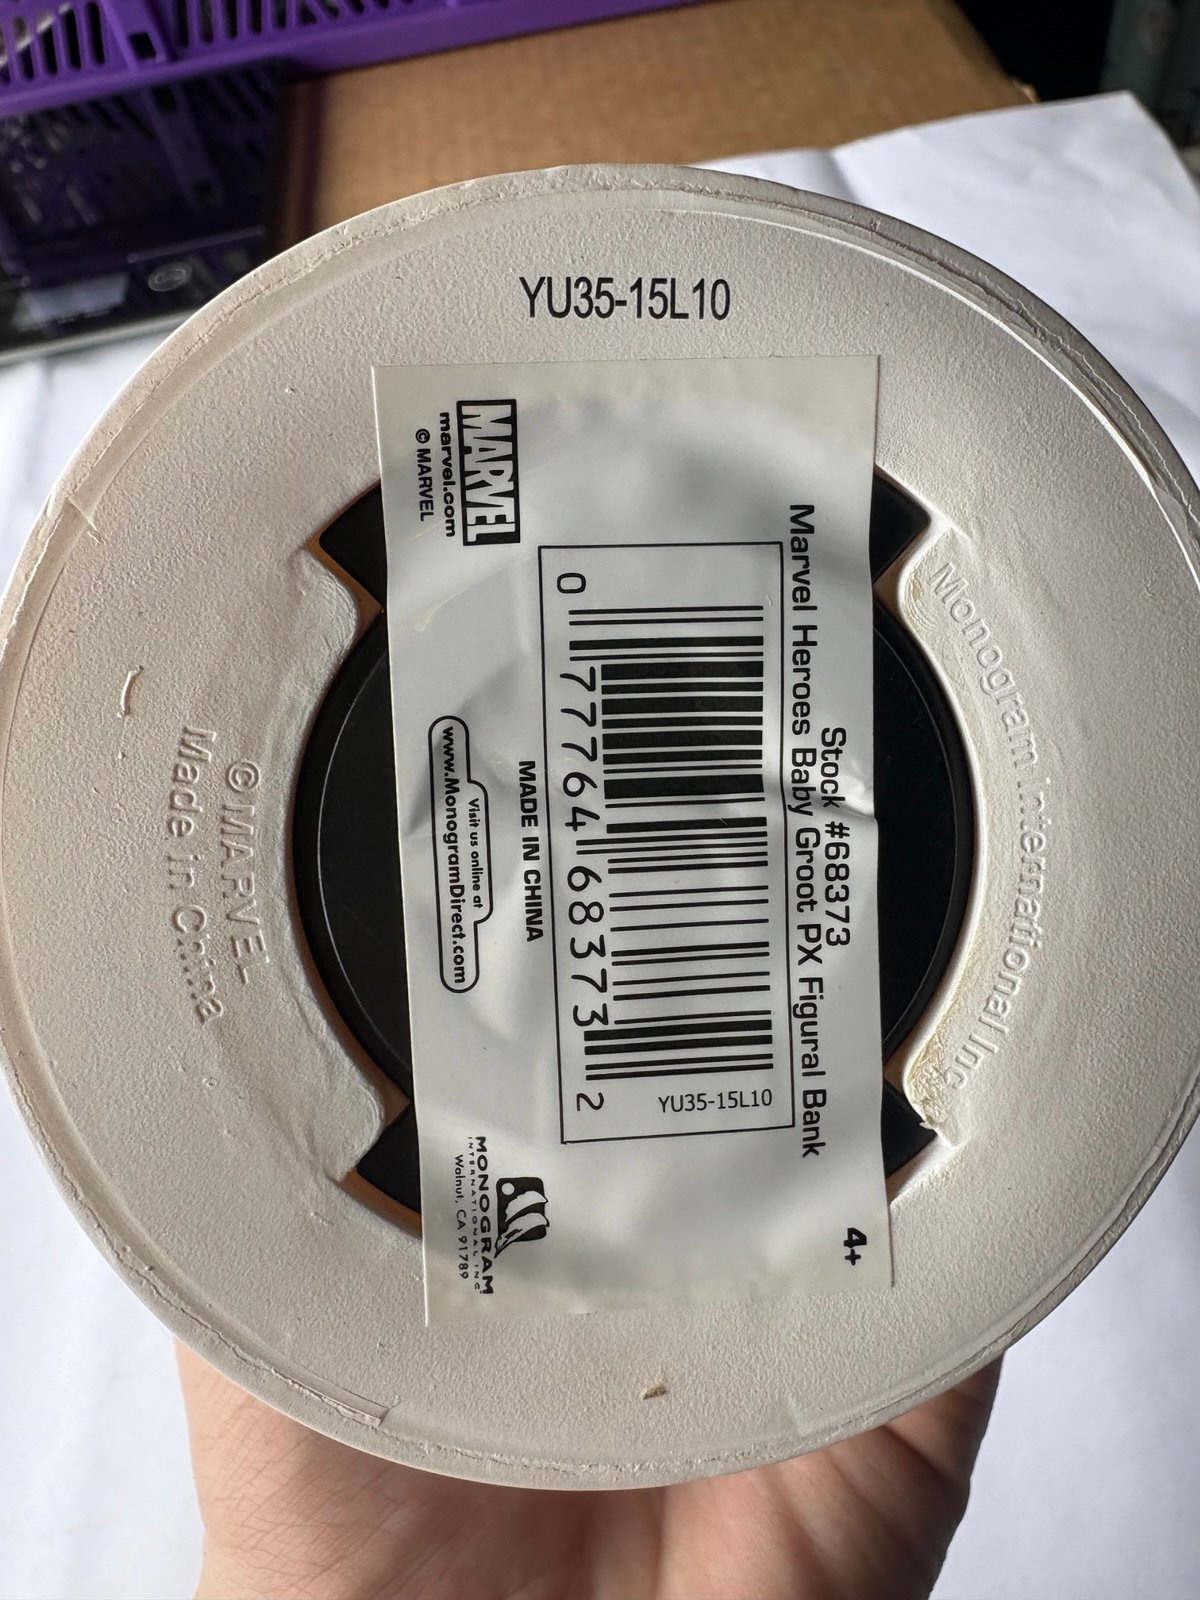 YU35-15L10
Stock #68373
Marvel Heroes Baby Groot PX Figural Bank
4+
0 77764 68373 2
YU35-15L10
MADE IN CHINA
MARVEL
marvel.com
© MARVEL
Visit us online at
www.MonogramDirect.com
MONOGRAM
INTERNATIONAL INC.
Walnut, CA 91789
Monogram International Inc
©MARVEL
Made in China